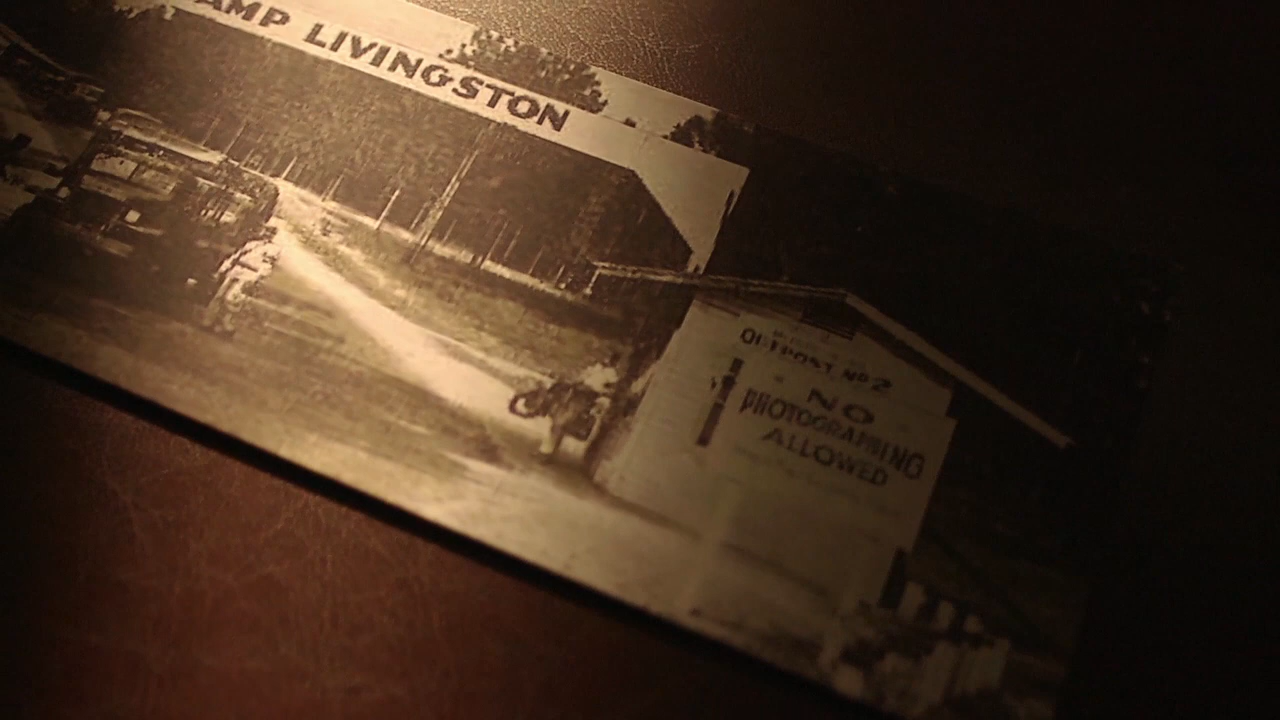 AMP LIVINGSTON
OUTPOST Nº 2
NO
PHOTOGRAPHING
ALLOWED